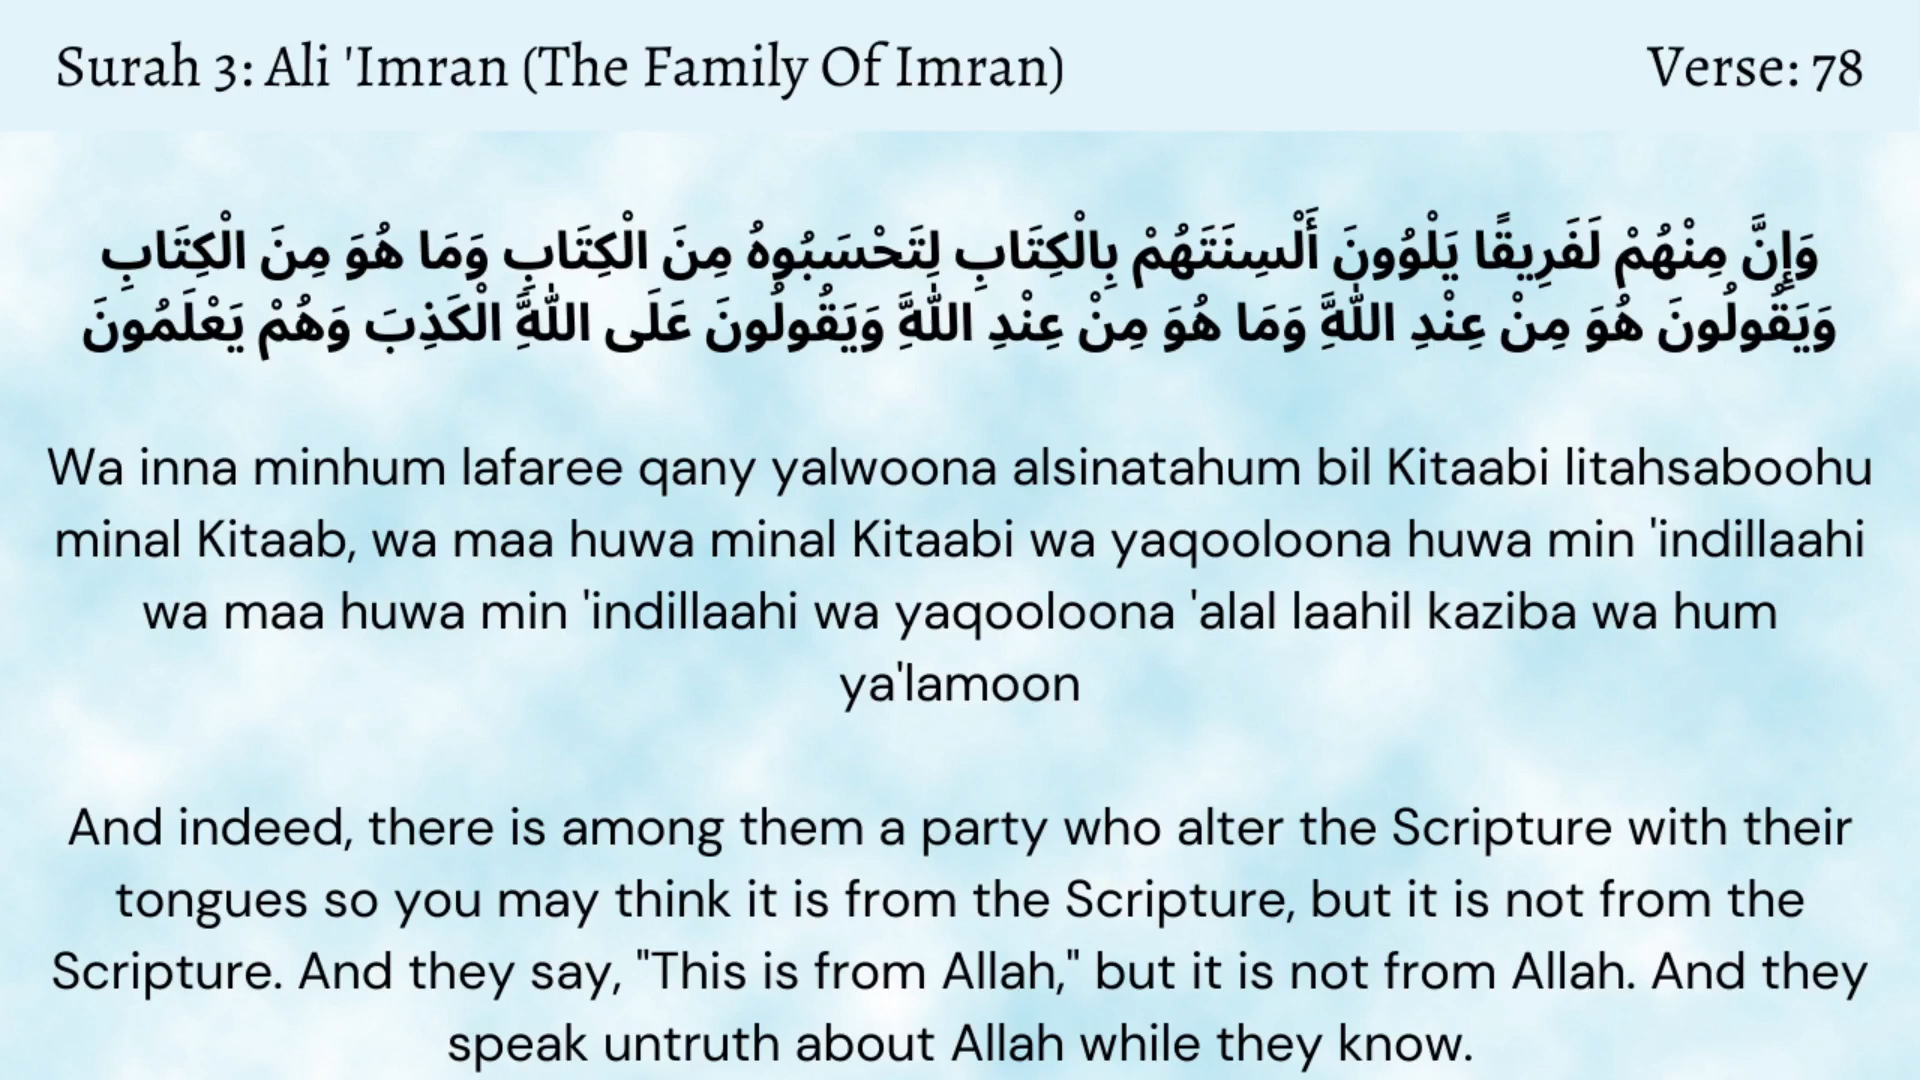 Surah 3: Ali 'Imran (The Family Of Imran)
Verse: 78
وَإِنَّ مِنْهُمْ لَفَرِيقًا يَلْوُونَ أَلْسِنَتَهُمْ بِالْكِتَابِ لِتَحْسَبُوهُ مِنَ الْكِتَابِ وَمَا هُوَ مِنَ الْكِتَابِ
وَيَقُولُونَ هُوَ مِنْ عِنْدِ اللَّهِ وَمَا هُوَ مِنْ عِنْدِ اللَّهِ وَيَقُولُونَ عَلَى اللَّهِ الْكَذِبَ وَهُمْ يَعْلَمُونَ
Wa inna minhum lafaree qany yalwoona alsinatahum bil Kitaabi litahsaboohu
minal Kitaab, wa maa huwa minal Kitaabi wa yaqooloona huwa min 'indillaahi
wa maa huwa min 'indillaahi wa yaqooloona 'alal laahil kaziba wa hum
ya'lamoon
And indeed, there is among them a party who alter the Scripture with their
tongues so you may think it is from the Scripture, but it is not from the
Scripture. And they say, "This is from Allah," but it is not from Allah. And they
speak untruth about Allah while they know.